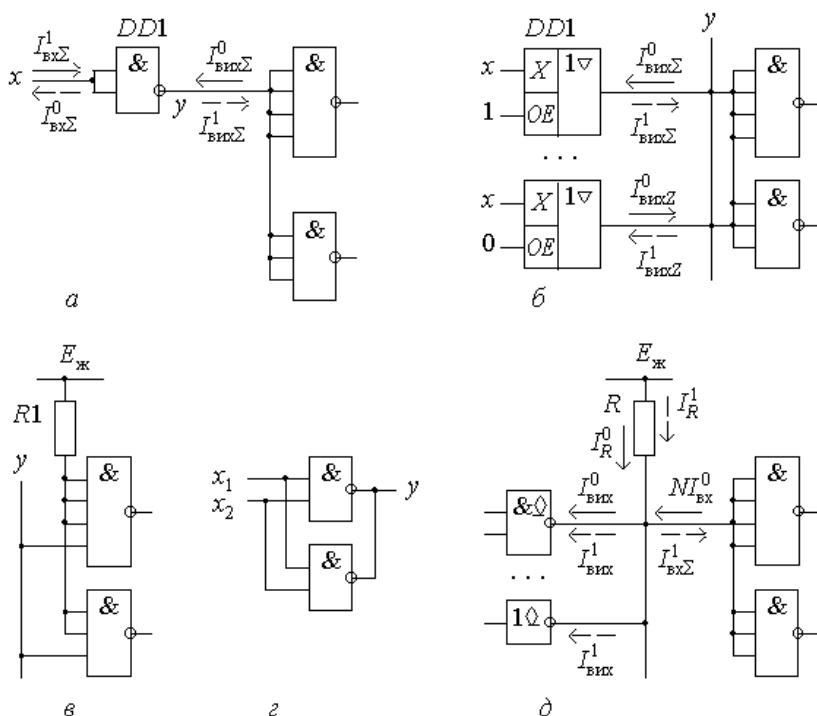 DD1
I¹вхΣ
x
I⁰вхΣ
&
I⁰вихΣ
y
I¹вихΣ
&
&
а
DD1
y
x
X
1▽
I⁰вихΣ
&
1
OE
I¹вихΣ
. . .
x
X
1▽
I⁰вихZ
&
0
OE
I¹вихZ
б
Eж
R1
y
&
&
в
x₁
x₂
&
y
&
г
Eж
R
I¹R
I⁰R
&◊
I⁰вих
NI⁰вх
&
I¹вих
I¹вхΣ
. . .
1◊
I¹вих
&
д